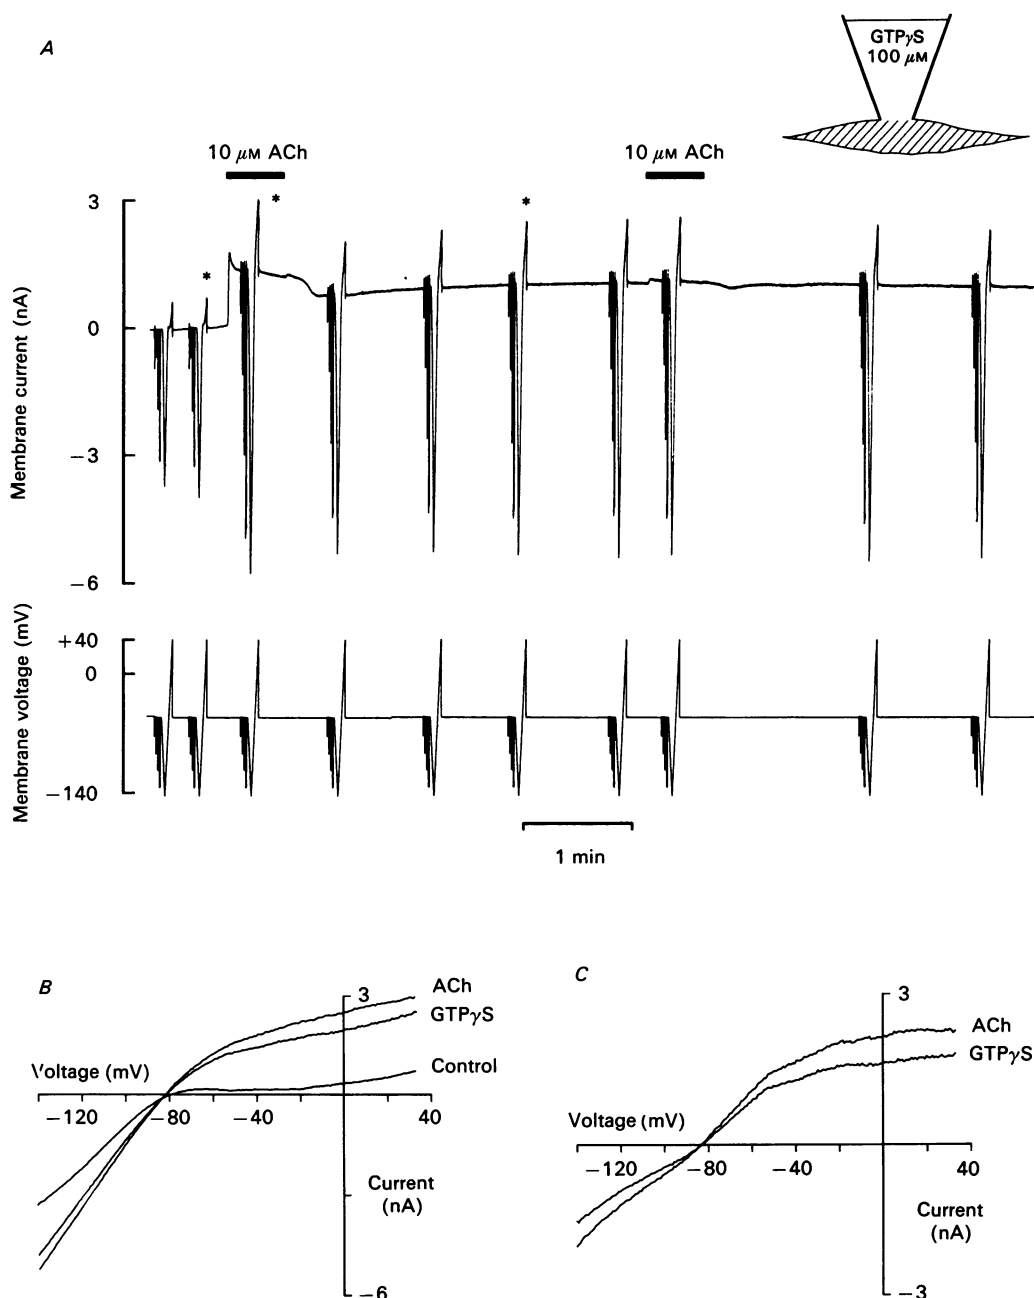 A
GTPγS
100 μM
10 μM ACh
10 μM ACh
*
*
*
3
0
−3
−6
Membrane current (nA)
+40
0
−140
Membrane voltage (mV)
1 min
B
3
ACh
GTPγS
Control
Voltage (mV)
−120
−80
−40
40
Current
(nA)
−6
C
3
ACh
GTPγS
Voltage (mV)
−120
−80
−40
40
Current
(nA)
−3